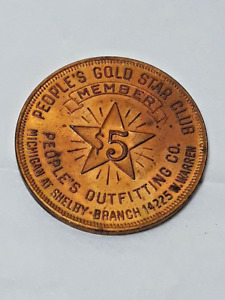 PEOPLE'S GOLD STAR CLUB
MEMBER
$5
PEOPLE'S OUTFITTING CO.
MICHIGAN AT SHELBY-BRANCH 14225 W. WARREN